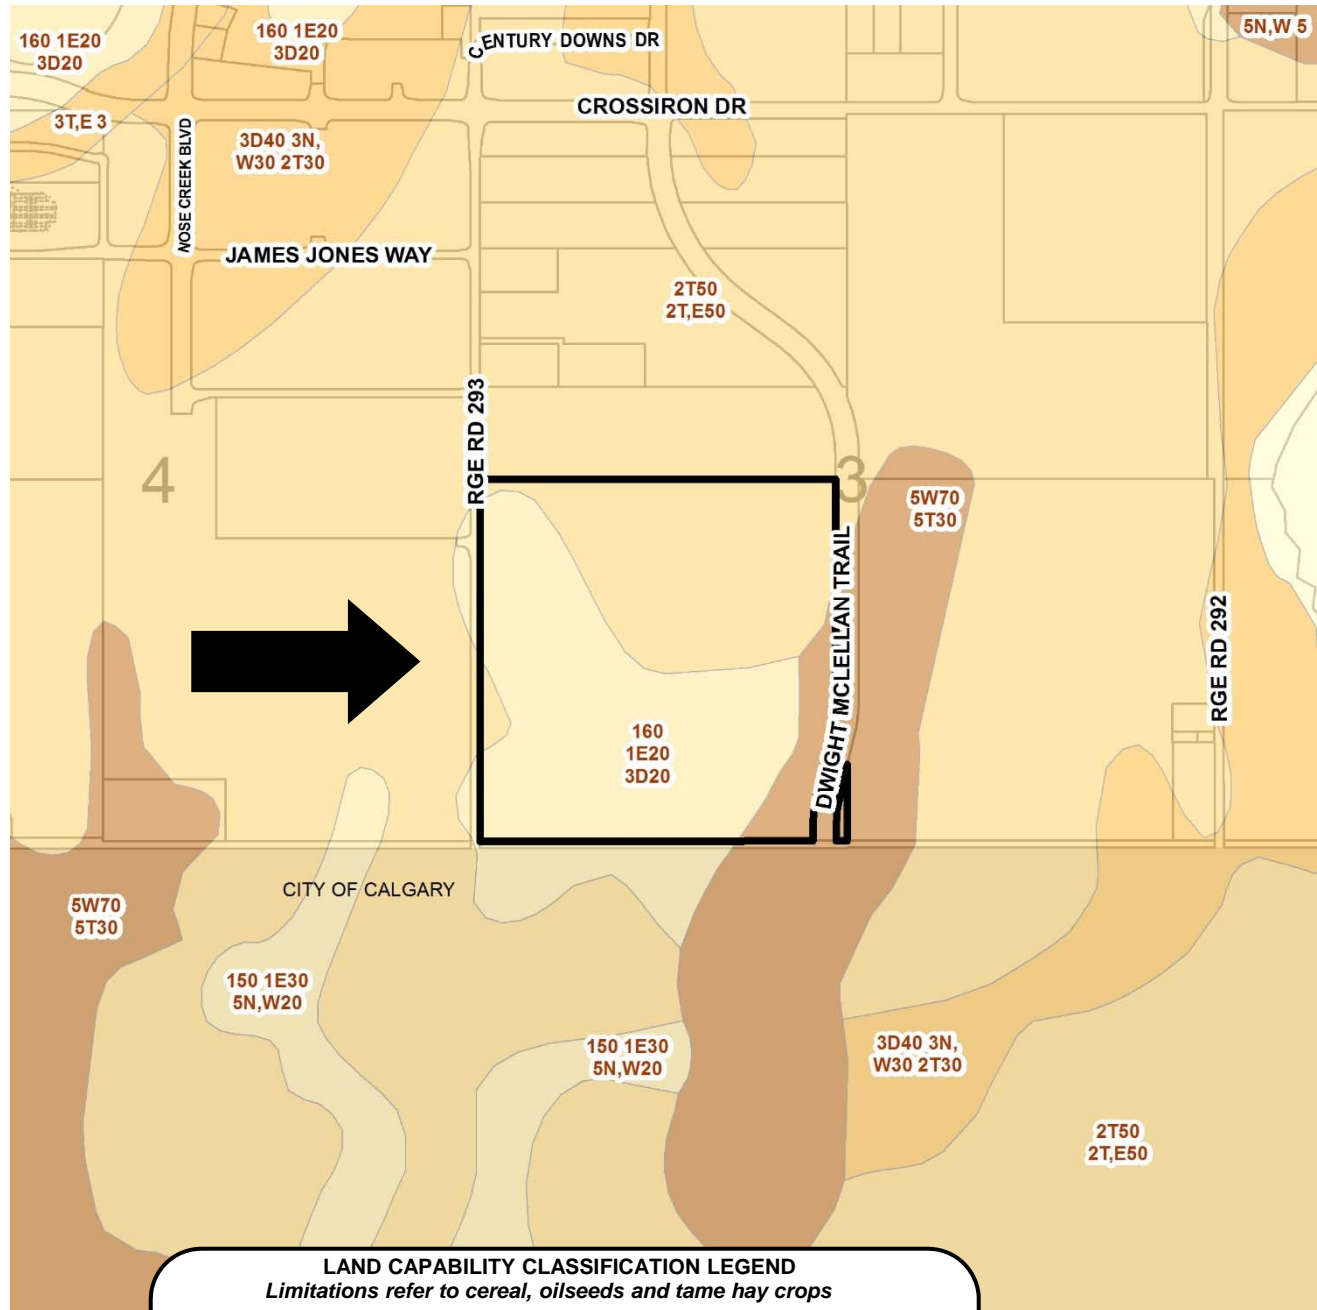 160 1E20
3D20
160 1E20
3D20
CENTURY DOWNS DR
5N,W 5
CROSSIRON DR
3T,E 3
NOSE CREEK BLVD
3D40 3N,
W30 2T30
JAMES JONES WAY
2T50
2T,E50
RGE RD 293
4
3
5W70
5T30
DWIGHT MCLELLAN TRAIL
RGE RD 292
160
1E20
3D20
CITY OF CALGARY
5W70
5T30
150 1E30
5N,W20
150 1E30
5N,W20
3D40 3N,
W30 2T30
2T50
2T,E50
LAND CAPABILITY CLASSIFICATION LEGEND
Limitations refer to cereal, oilseeds and tame hay crops